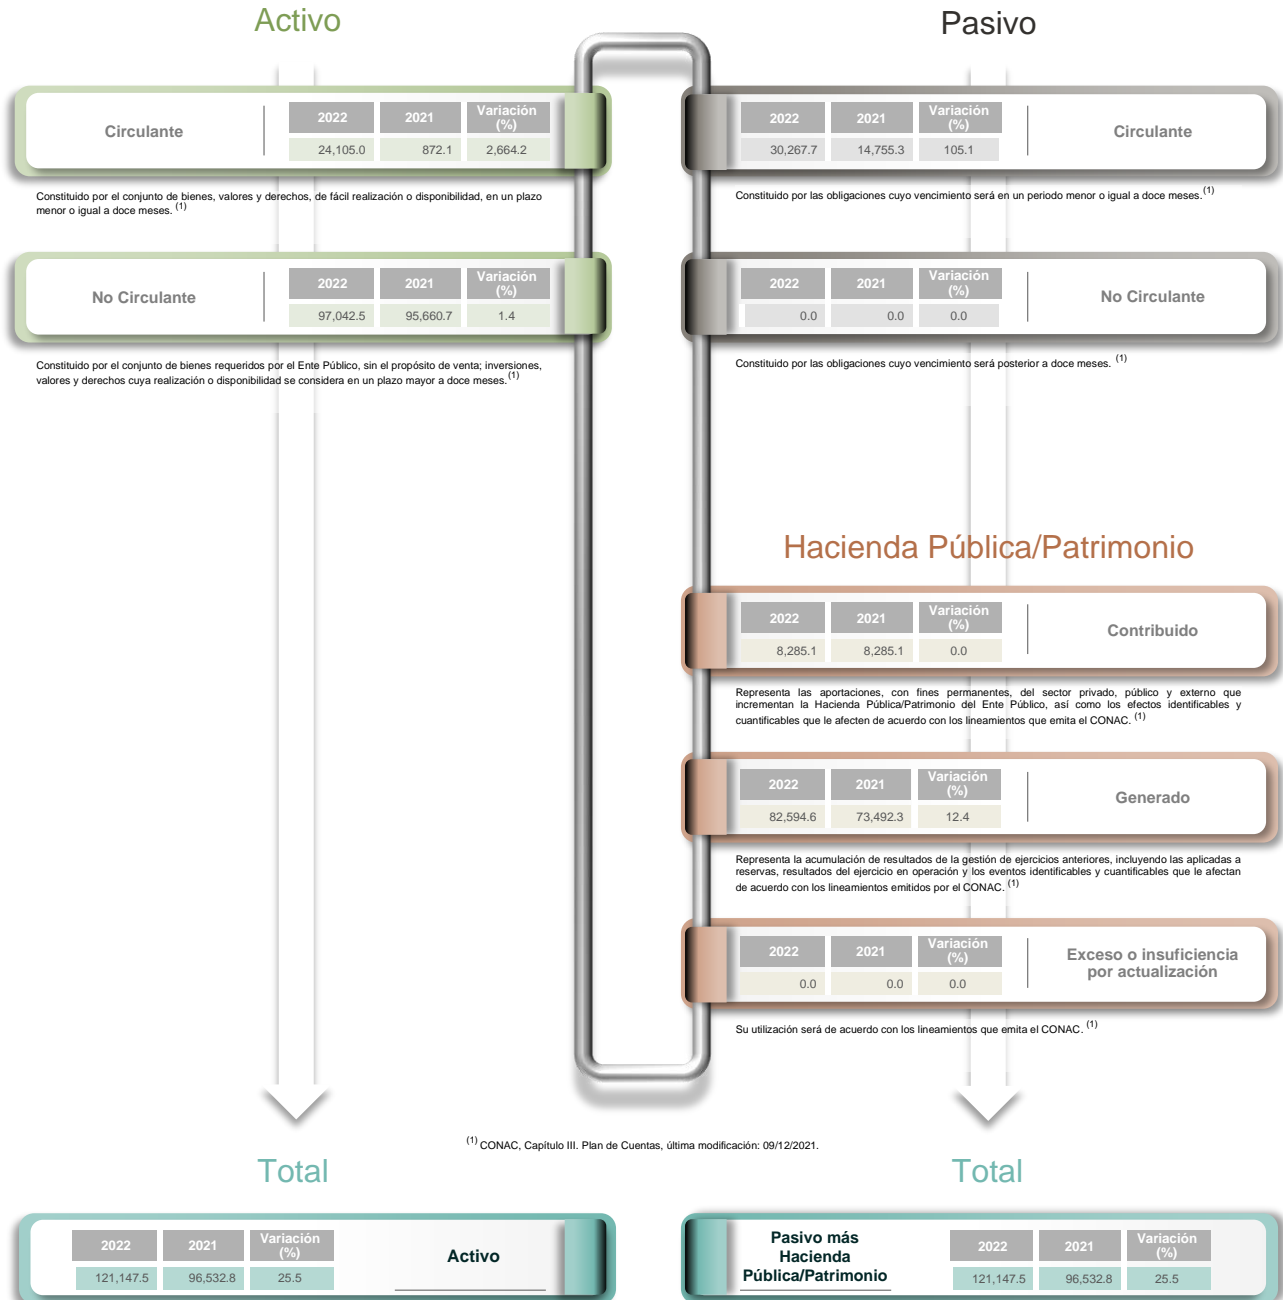 Activo
Circulante
2022 2021 Variación (%)
24,105.0 872.1 2,664.2
Constituido por el conjunto de bienes, valores y derechos, de fácil realización o disponibilidad, en un plazo
menor o igual a doce meses. (1)
No Circulante
2022 2021 Variación (%)
97,042.5 95,660.7 1.4
Constituido por el conjunto de bienes requeridos por el Ente Público, sin el propósito de venta; inversiones,
valores y derechos cuya realización o disponibilidad se considera en un plazo mayor a doce meses. (1)
Pasivo
2022 2021 Variación (%)
30,267.7 14,755.3 105.1
Circulante
Constituido por las obligaciones cuyo vencimiento será en un periodo menor o igual a doce meses. (1)
2022 2021 Variación (%)
0.0 0.0 0.0
No Circulante
Constituido por las obligaciones cuyo vencimiento será posterior a doce meses. (1)
Hacienda Pública/Patrimonio
2022 2021 Variación (%)
8,285.1 8,285.1 0.0
Contribuido
Representa las aportaciones, con fines permanentes, del sector privado, público y externo que
incrementan la Hacienda Pública/Patrimonio del Ente Público, así como los efectos identificables y
cuantificables que le afecten de acuerdo con los lineamientos que emita el CONAC. (1)
2022 2021 Variación (%)
82,594.6 73,492.3 12.4
Generado
Representa la acumulación de resultados de la gestión de ejercicios anteriores, incluyendo las aplicadas a
reservas, resultados del ejercicio en operación y los eventos identificables y cuantificables que le afectan
de acuerdo con los lineamientos emitidos por el CONAC. (1)
2022 2021 Variación (%)
0.0 0.0 0.0
Exceso o insuficiencia
por actualización
Su utilización será de acuerdo con los lineamientos que emita el CONAC. (1)
(1) CONAC, Capítulo III. Plan de Cuentas, última modificación: 09/12/2021.
Total
2022 2021 Variación (%)
121,147.5 96,532.8 25.5
Activo
Total
Pasivo más
Hacienda
Pública/Patrimonio
2022 2021 Variación (%)
121,147.5 96,532.8 25.5